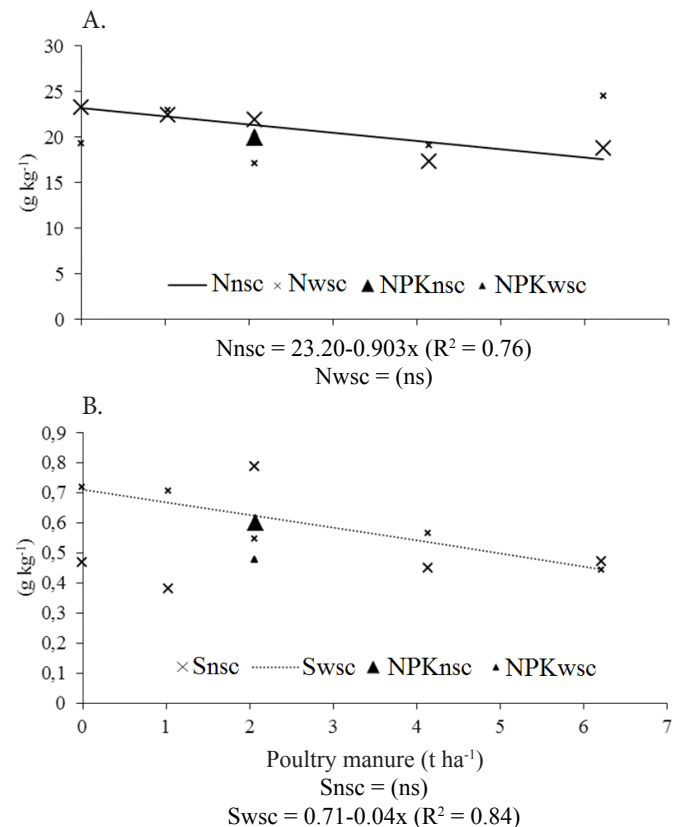 A.
30
25
20
15
10
5
0
(g kg⁻¹)
Nnsc Nwsc NPKnsc NPKwsc
Nnsc = 23.20-0.903x (R² = 0.76)
Nwsc = (ns)
B.
0,9
0,8
0,7
0,6
0,5
0,4
0,3
0,2
0,1
0
(g kg⁻¹)
Snsc Swsc NPKnsc NPKwsc
0 1 2 3 4 5 6 7
Poultry manure (t ha⁻¹)
Snsc = (ns)
Swsc = 0.71-0.04x (R² = 0.84)